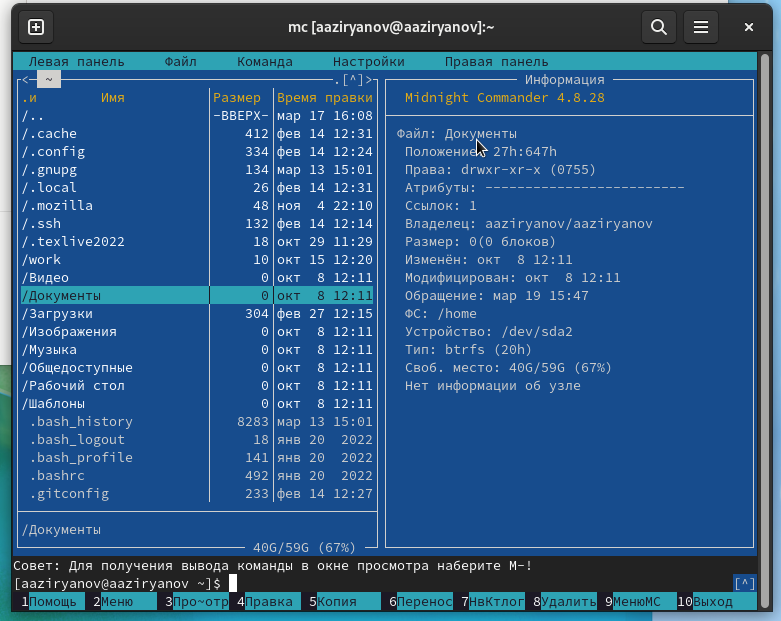 mc [aaziryanov@aaziryanov]:~
Левая панель Файл Команда Настройки Правая панель
<— ~ .[^]>
.и Имя Размер Время правки
/.. -ВВЕРХ- мар 17 16:08
/.cache 412 фев 14 12:31
/.config 334 фев 14 12:24
/.gnupg 134 мар 13 15:01
/.local 26 фев 14 12:31
/.mozilla 48 ноя 4 22:10
/.ssh 132 фев 14 12:14
/.texlive2022 18 окт 29 11:29
/work 10 окт 15 12:20
/Видео 0 окт 8 12:11
/Документы 0 окт 8 12:11
/Загрузки 304 фев 27 12:15
/Изображения 0 окт 8 12:11
/Музыка 0 окт 8 12:11
/Общедоступные 0 окт 8 12:11
/Рабочий стол 0 окт 8 12:11
/Шаблоны 0 окт 8 12:11
.bash_history 8283 мар 13 15:01
.bash_logout 18 янв 20 2022
.bash_profile 141 янв 20 2022
.bashrc 492 янв 20 2022
.gitconfig 233 фев 14 12:27
/Документы
40G/59G (67%)
Информация
Midnight Commander 4.8.28
Файл: Документы
Положение: 27h:647h
Права: drwxr-xr-x (0755)
Атрибуты: --------------------------
Ссылок: 1
Владелец: aaziryanov/aaziryanov
Размер: 0(0 блоков)
Изменён: окт 8 12:11
Модифицирован: окт 8 12:11
Обращение: мар 19 15:47
ФС: /home
Устройство: /dev/sda2
Тип: btrfs (20h)
Своб. место: 40G/59G (67%)
Нет информации об узле
Совет: Для получения вывода команды в окне просмотра наберите M-!
[aaziryanov@aaziryanov ~]$ [^]
1Помощь 2Меню 3Про~отр 4Правка 5Копия 6Перенос 7НвКтлог 8Удалить 9МенюMC 10Выход